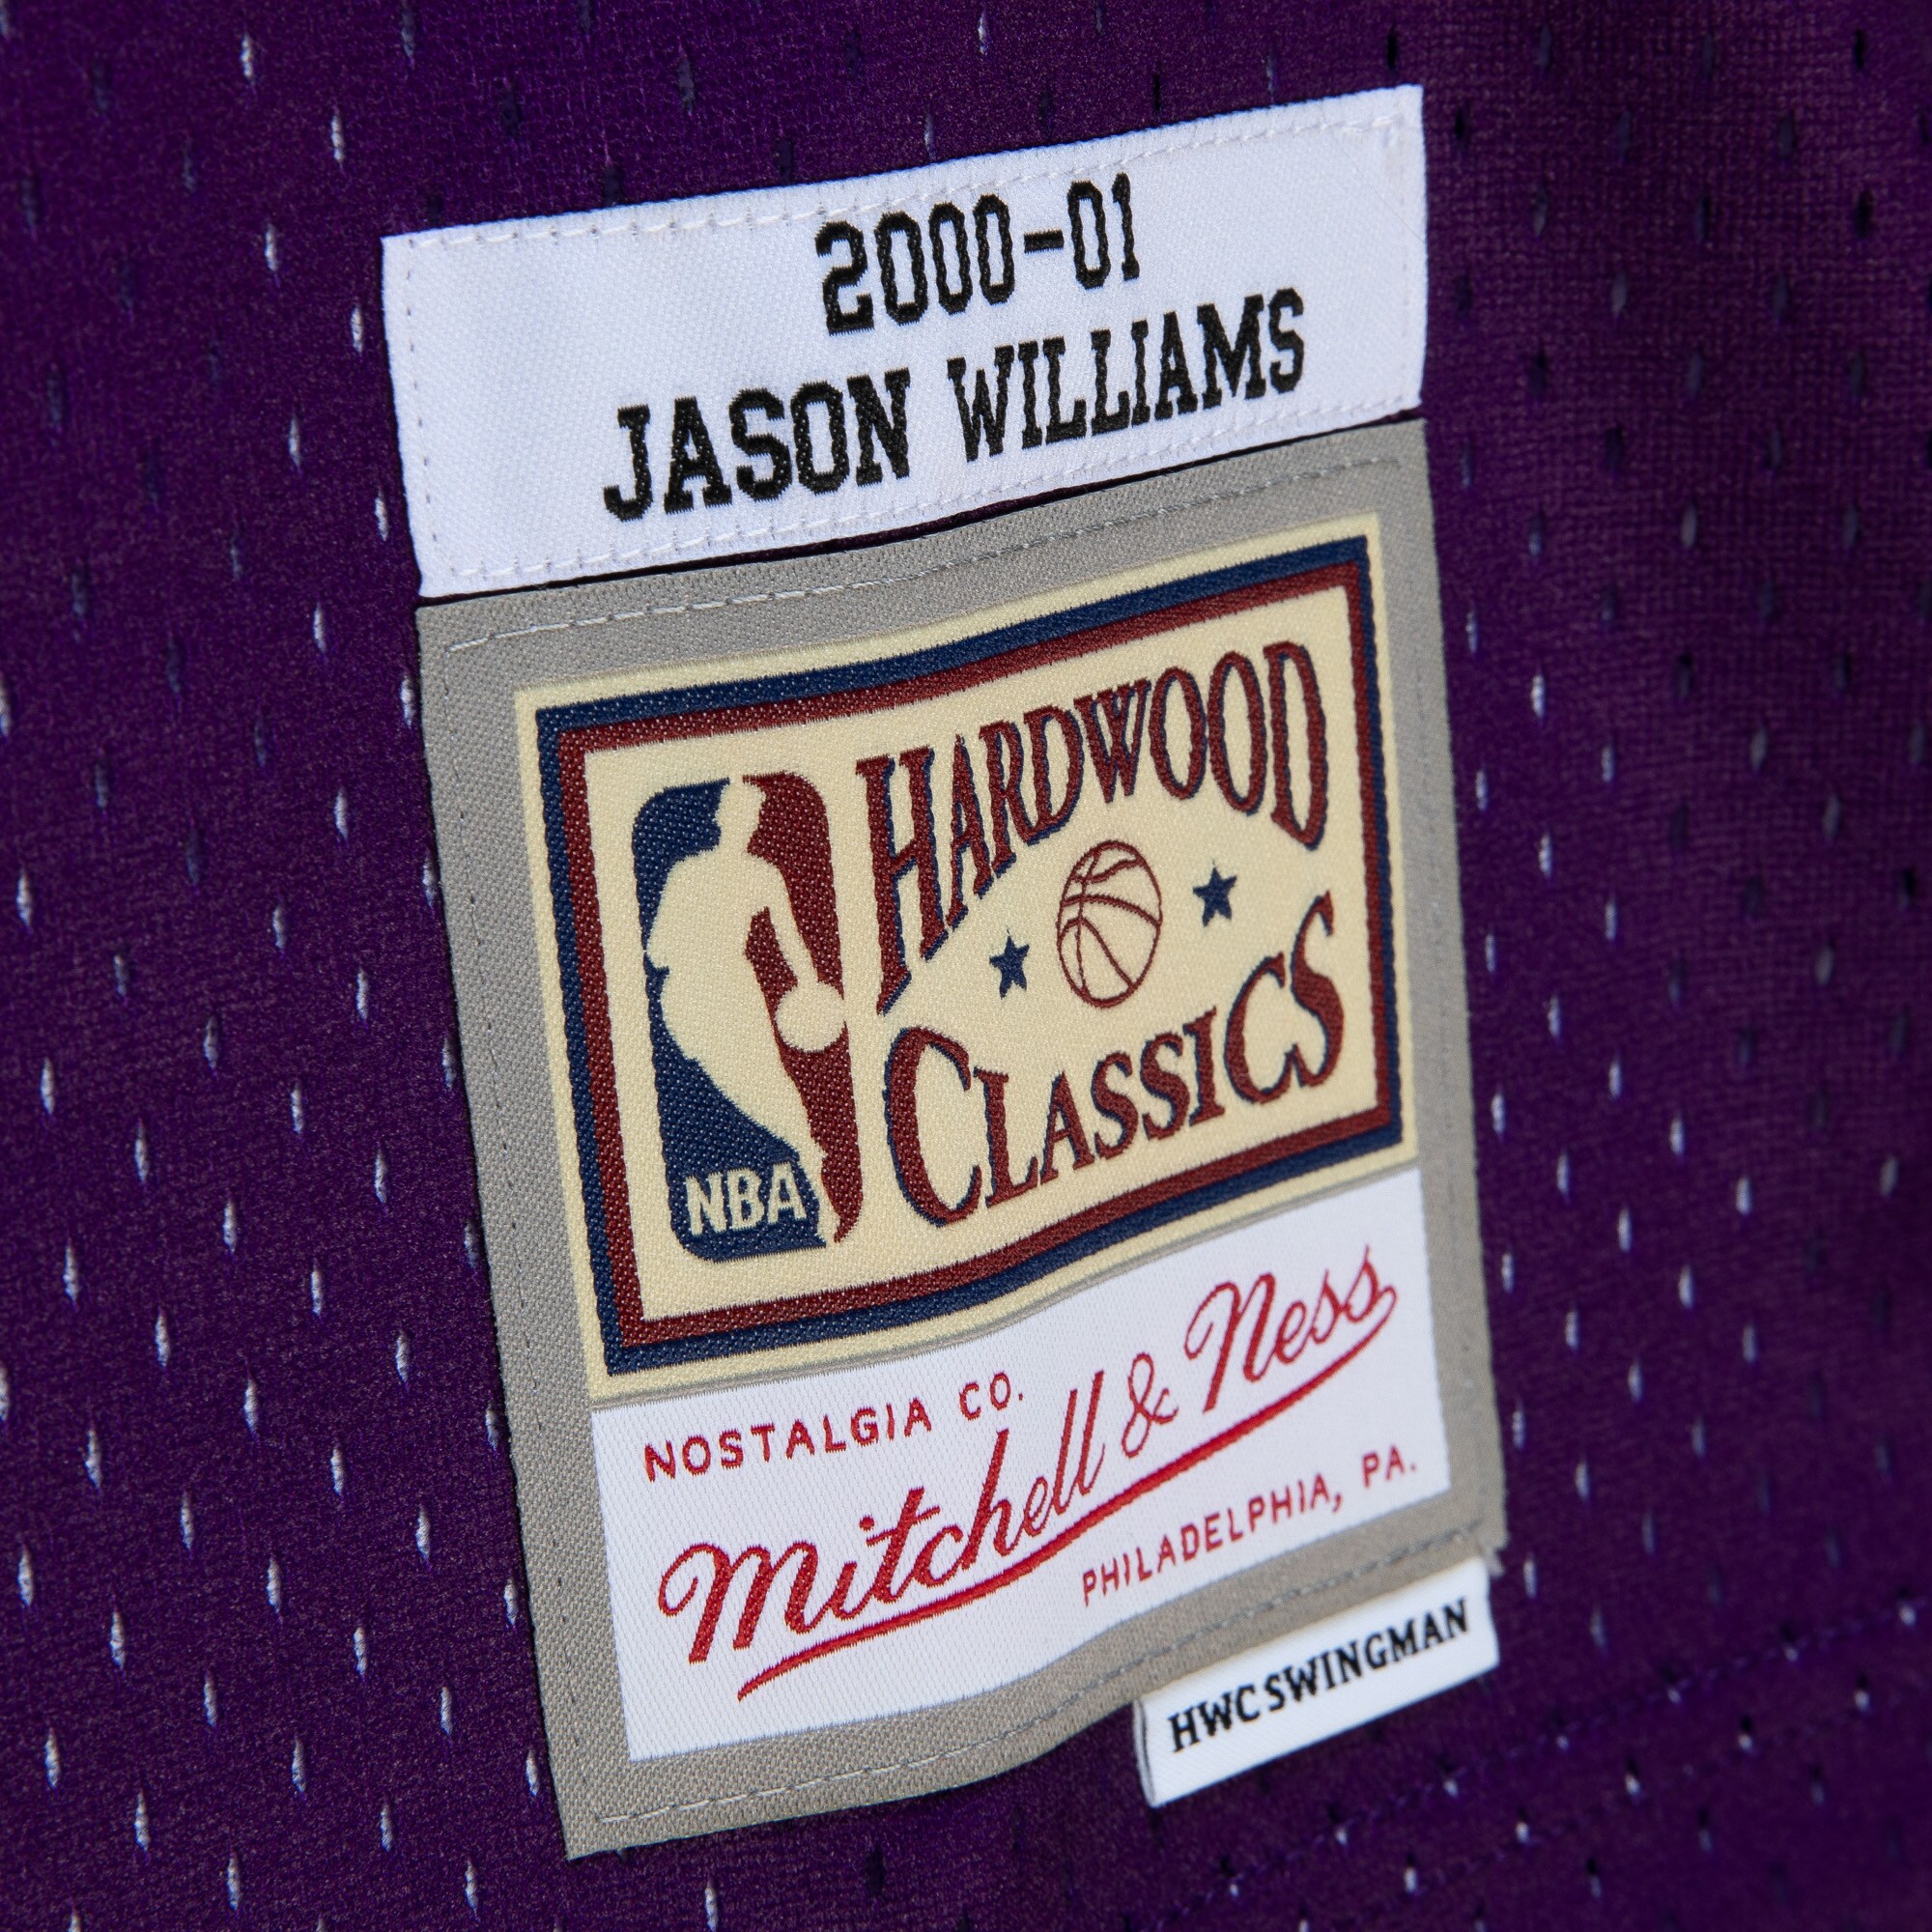 2000-01
JASON WILLIAMS
HARDWOOD
CLASSICS
NBA
NOSTALGIA CO.
Mitchell & Ness
PHILADELPHIA, PA.
HWC SWINGMAN